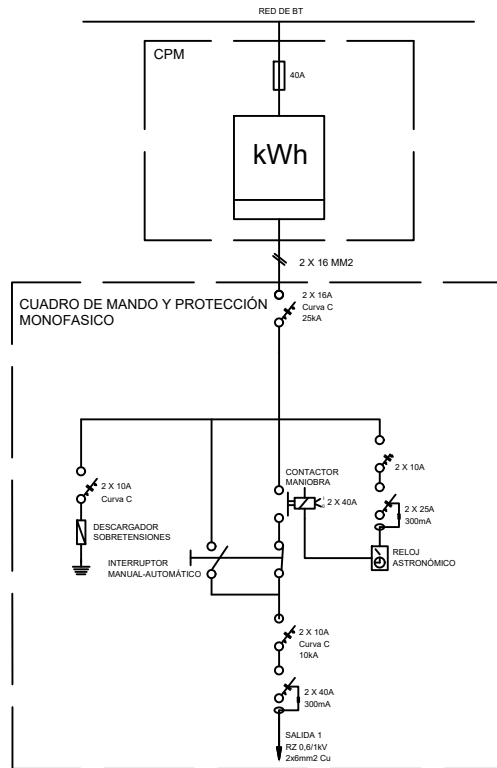 RED DE BT
CPM
40A
kWh
2 X 16 MM2
CUADRO DE MANDO Y PROTECCIÓN
MONOFASICO
2 X 16A
Curva C
25kA
2 X 10A
Curva C
DESCARGADOR
SOBRETENSIONES
INTERRUPTOR
MANUAL-AUTOMÁTICO
CONTACTOR
MANIOBRA
2 X 40A
2 X 10A
2 X 25A
300mA
RELOJ
ASTRONÓMICO
2 X 10A
Curva C
10kA
2 X 40A
300mA
SALIDA 1
RZ 0,6/1kV
2x6mm2 Cu